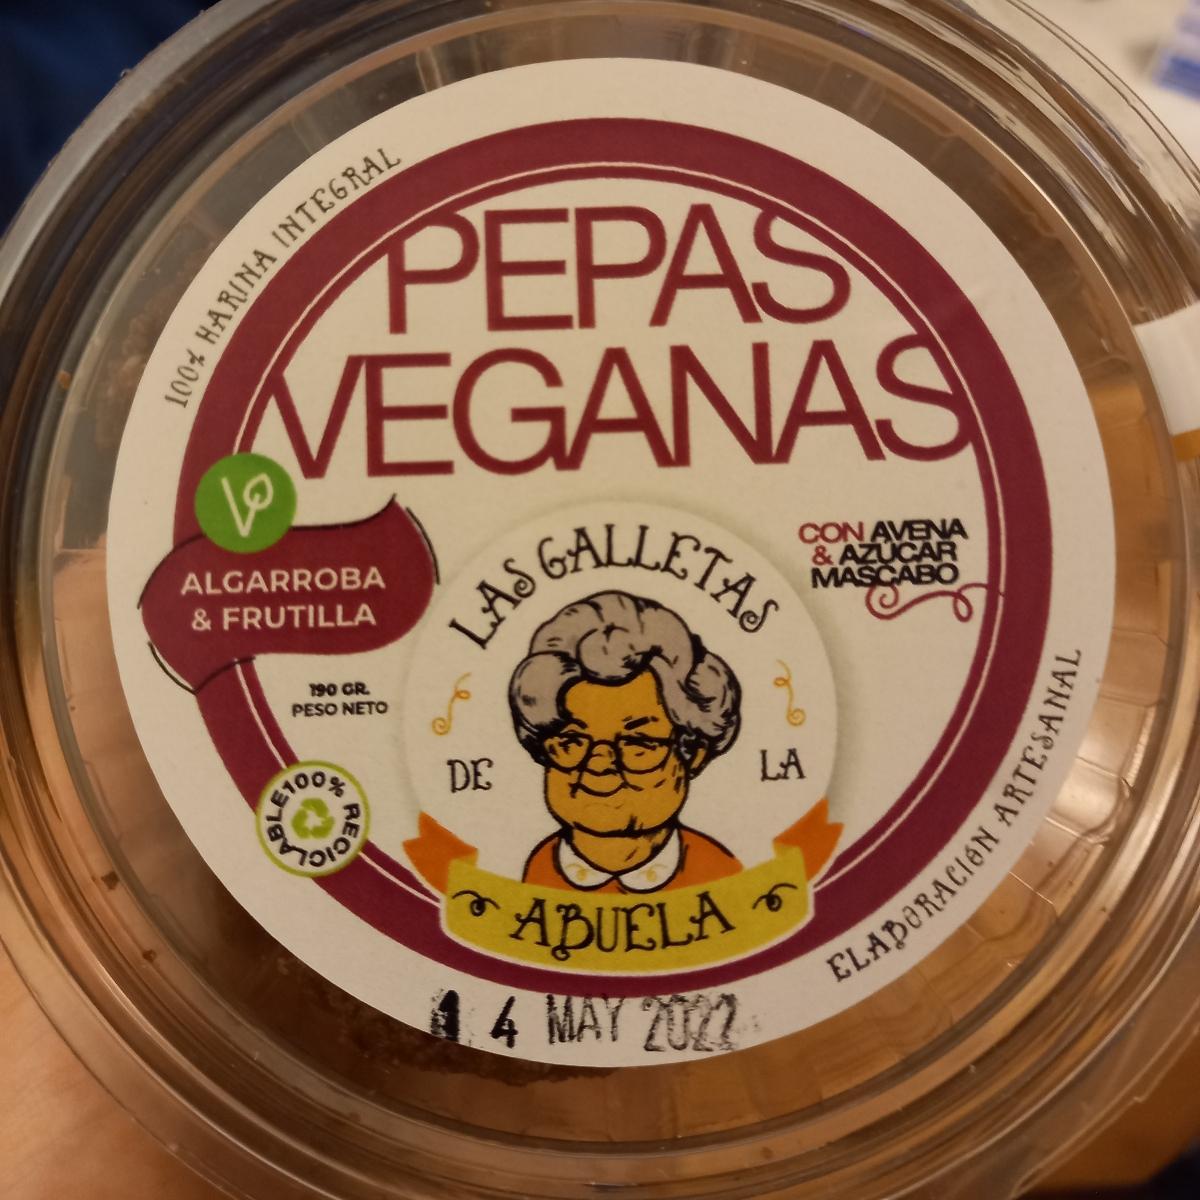 100% HARINA INTEGRAL
PEPAS
VEGANAS
ALGARROBA
& FRUTILLA
CON AVENA
& AZÚCAR
MASCABO
190 GR.
PESO NETO
100% RECICLABLE
LAS GALLETAS
DE LA
ABUELA
ELABORACIÓN ARTESANAL
14 MAY 2022